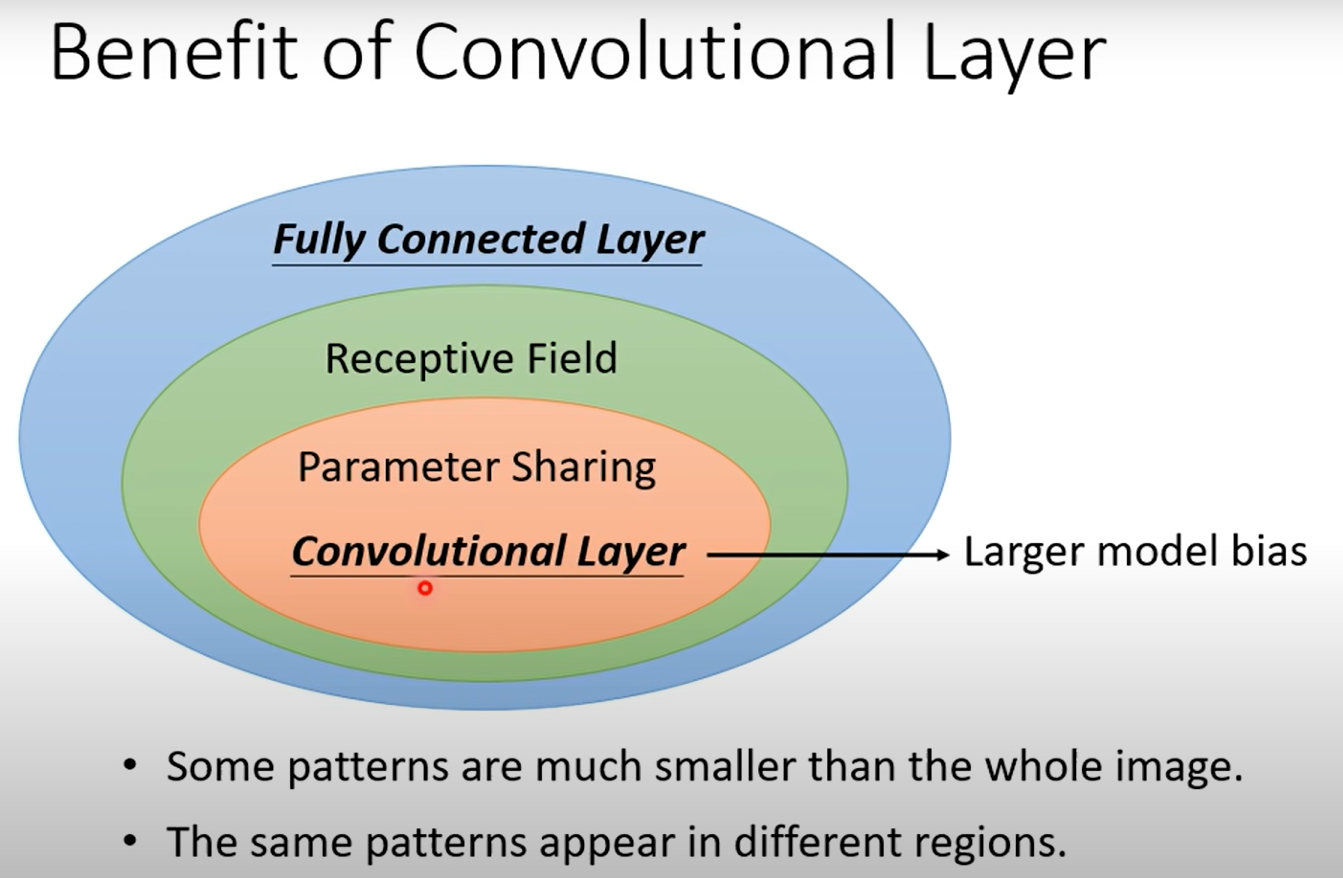 Benefit of Convolutional Layer
Fully Connected Layer
Receptive Field
Parameter Sharing
Convolutional Layer
Larger model bias
• Some patterns are much smaller than the whole image.
• The same patterns appear in different regions.